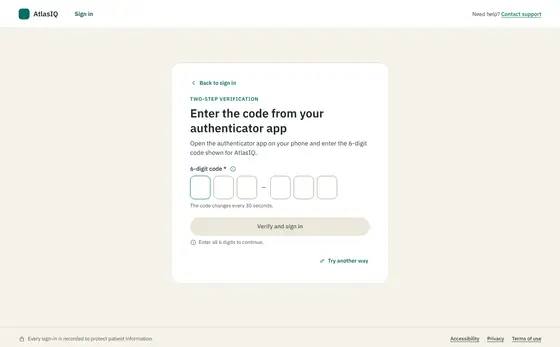 AtlasIQ
Sign in
Need help? Contact support
Back to sign in
TWO-STEP VERIFICATION
Enter the code from your
authenticator app
Open the authenticator app on your phone and enter the 6-digit
code shown for AtlasIQ.
6-digit code *
–
The code changes every 30 seconds.
Verify and sign in
Enter all 6 digits to continue.
Try another way
Every sign-in is recorded to protect patient information.
Accessibility
Privacy
Terms of use